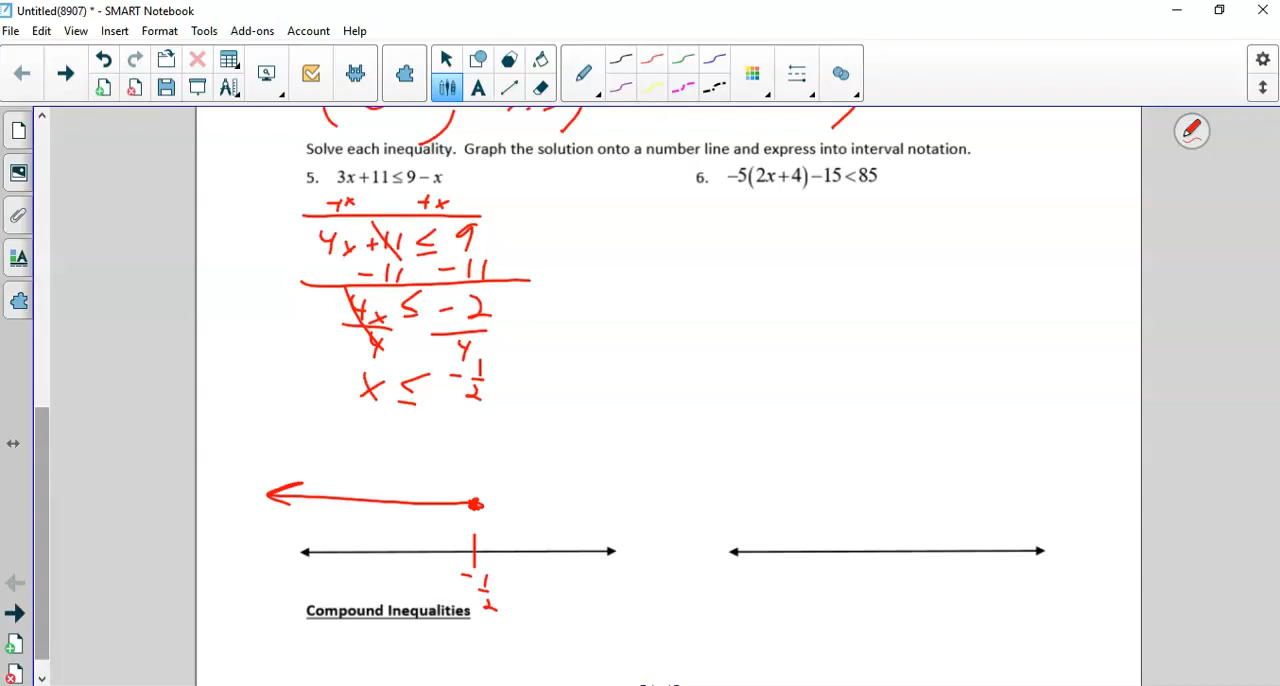 Untitled(8907) * - SMART Notebook
File Edit View Insert Format Tools Add-ons Account Help
Solve each inequality. Graph the solution onto a number line and express into interval notation.
5. 3x+11≤9−x
6. −5(2x+4)−15<85
+x +x
4x +11 ≤ 9
−11 −11
4x ≤ −2
4 4
x ≤ −1/2
−1/2
Compound Inequalities